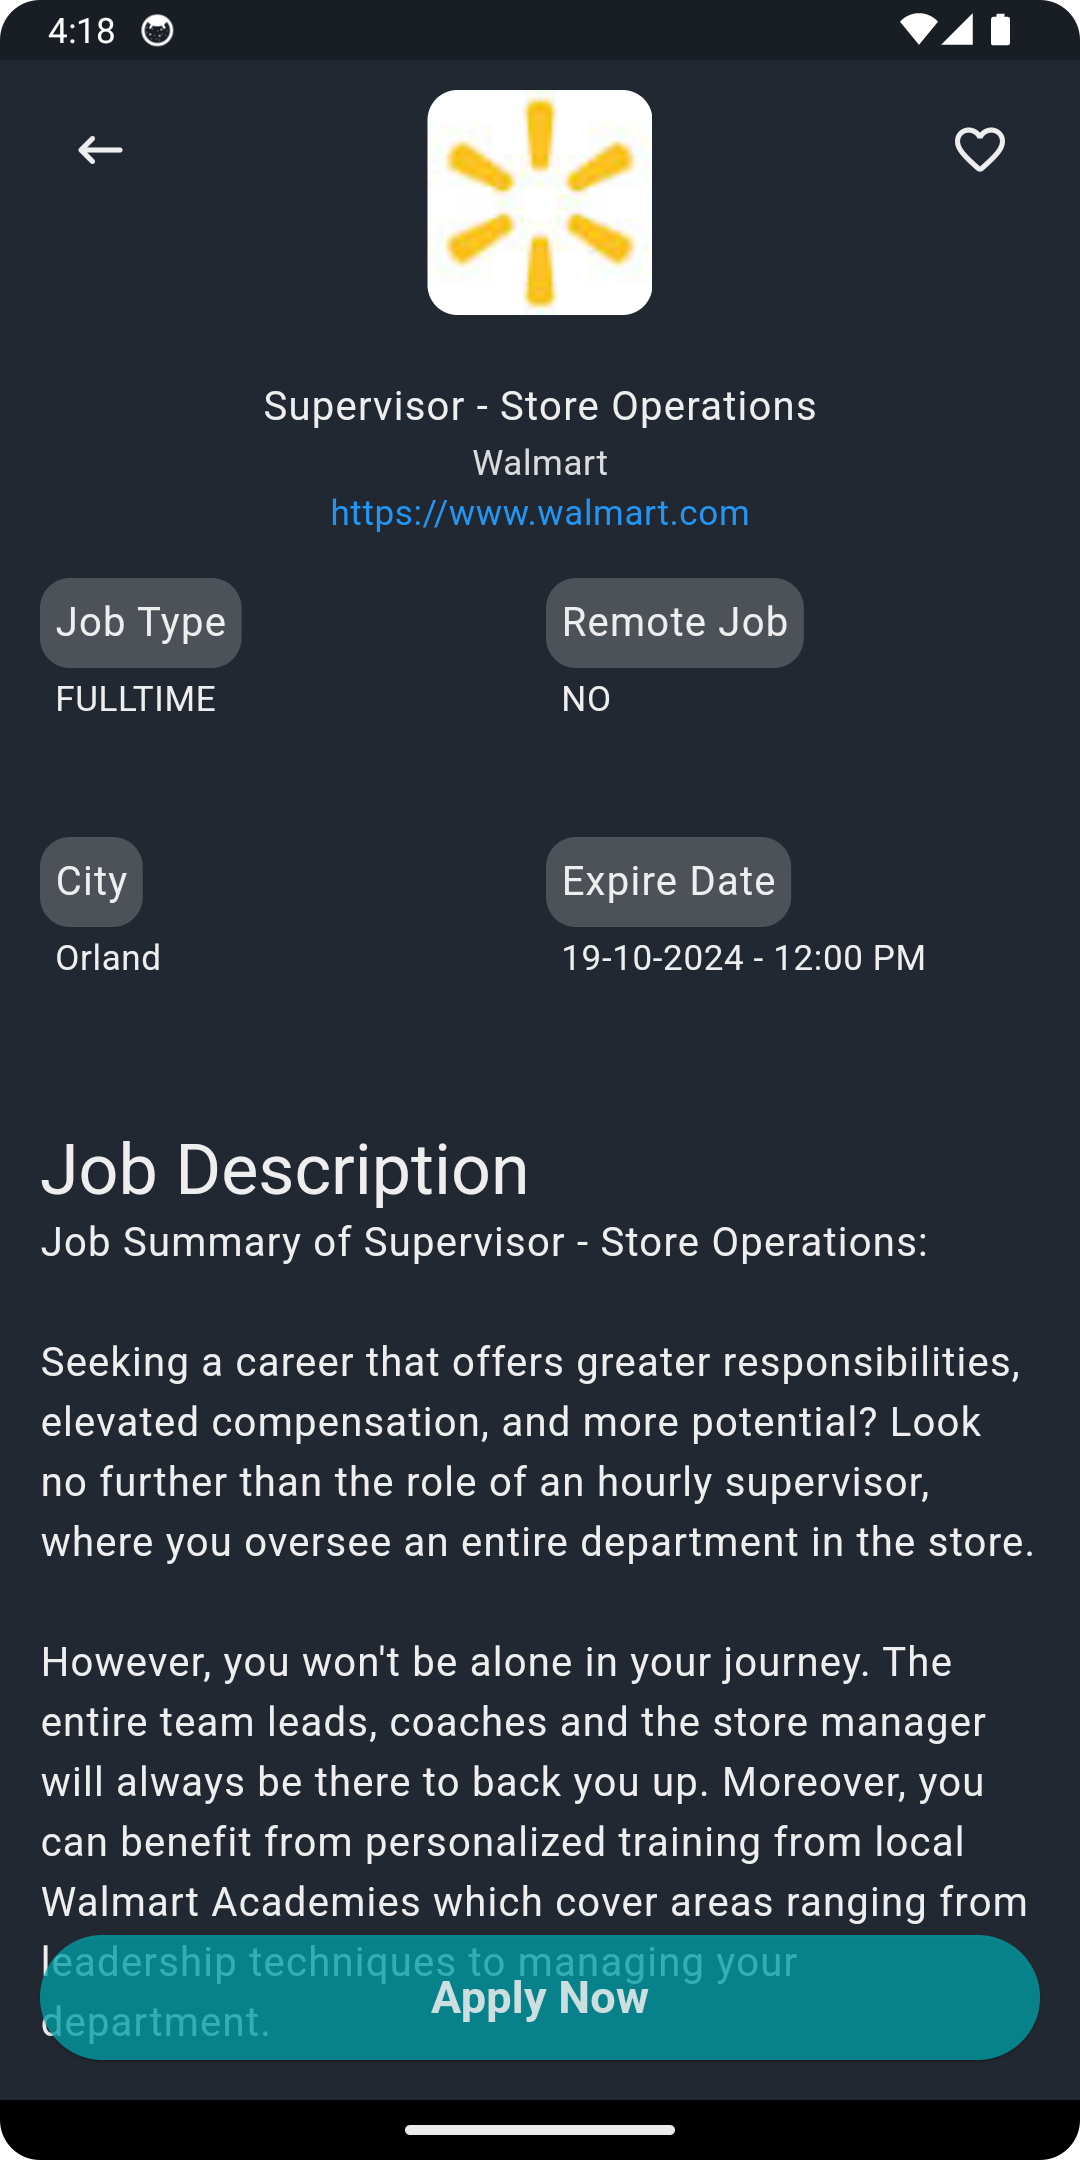 4:18
Supervisor - Store Operations
Walmart
https://www.walmart.com
Job Type
Remote Job
FULLTIME
NO
City
Expire Date
Orland
19-10-2024 - 12:00 PM
Job Description
Job Summary of Supervisor - Store Operations:
Seeking a career that offers greater responsibilities,
elevated compensation, and more potential? Look
no further than the role of an hourly supervisor,
where you oversee an entire department in the store.
However, you won't be alone in your journey. The
entire team leads, coaches and the store manager
will always be there to back you up. Moreover, you
can benefit from personalized training from local
Walmart Academies which cover areas ranging from
leadership techniques to managing your
department.
Apply Now